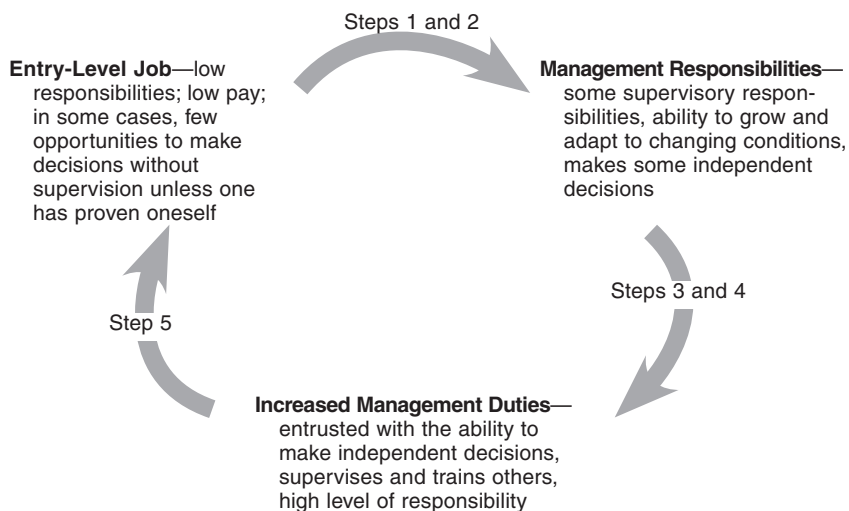 Steps 1 and 2
Entry-Level Job—low
responsibilities; low pay;
in some cases, few
opportunities to make
decisions without
supervision unless one
has proven oneself
Management Responsibilities—
some supervisory respon-
sibilities, ability to grow and
adapt to changing conditions,
makes some independent
decisions
Steps 3 and 4
Increased Management Duties—
entrusted with the ability to
make independent decisions,
supervises and trains others,
high level of responsibility
Step 5